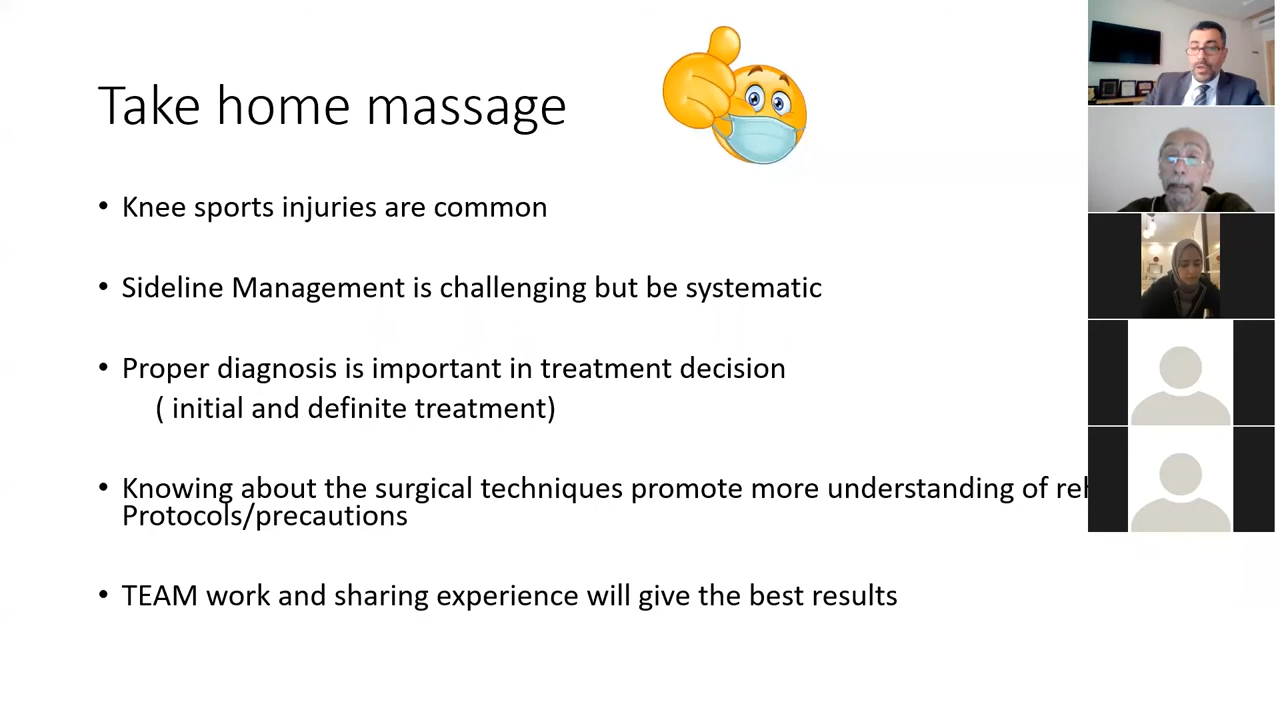 Take home massage
• Knee sports injuries are common
• Sideline Management is challenging but be systematic
• Proper diagnosis is important in treatment decision
( initial and definite treatment)
• Knowing about the surgical techniques promote more understanding of
Protocols/precautions
• TEAM work and sharing experience will give the best results